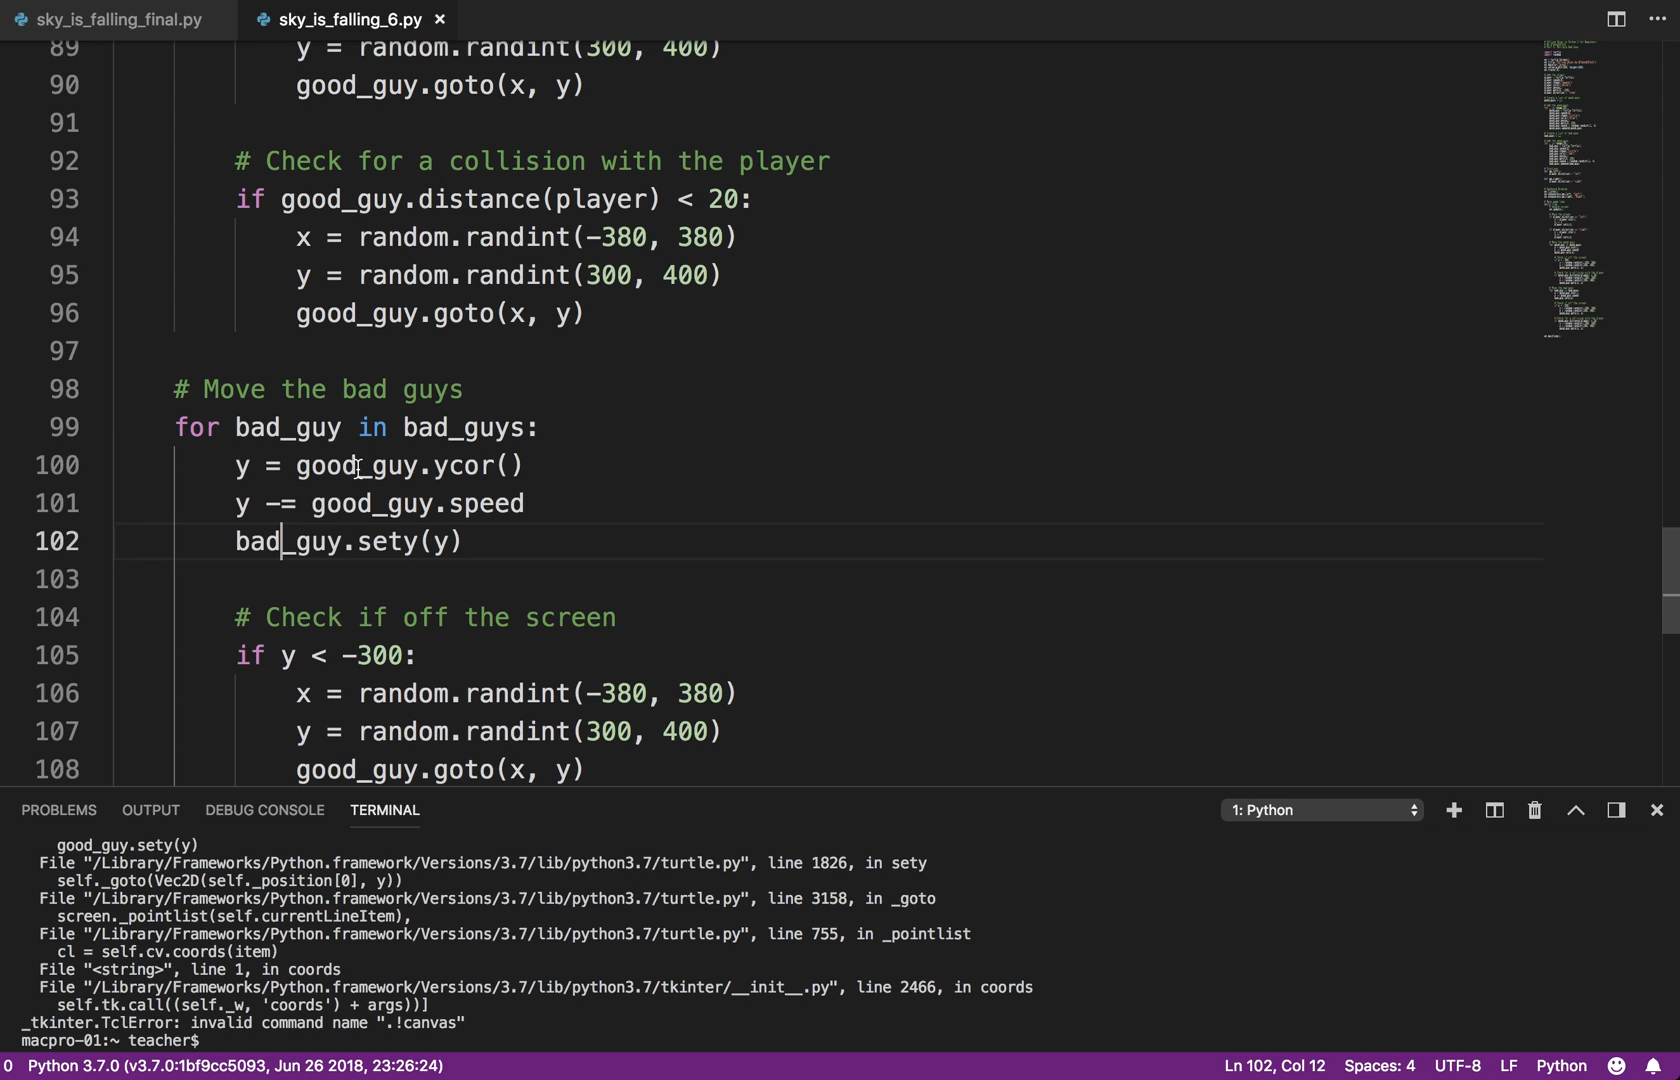 sky_is_falling_final.py
sky_is_falling_6.py ×
89 y = random.randint(300, 400)
90 good_guy.goto(x, y)
91
92 # Check for a collision with the player
93 if good_guy.distance(player) < 20:
94 x = random.randint(-380, 380)
95 y = random.randint(300, 400)
96 good_guy.goto(x, y)
97
98 # Move the bad guys
99 for bad_guy in bad_guys:
100 y = good_guy.ycor()
101 y -= good_guy.speed
102 bad_guy.sety(y)
103
104 # Check if off the screen
105 if y < -300:
106 x = random.randint(-380, 380)
107 y = random.randint(300, 400)
108 good_guy.goto(x, y)
PROBLEMS OUTPUT DEBUG CONSOLE TERMINAL 1: Python
good_guy.sety(y)
File "/Library/Frameworks/Python.framework/Versions/3.7/lib/python3.7/turtle.py", line 1826, in sety
self._goto(Vec2D(self._position[0], y))
File "/Library/Frameworks/Python.framework/Versions/3.7/lib/python3.7/turtle.py", line 3158, in _goto
screen._pointlist(self.currentLineItem),
File "/Library/Frameworks/Python.framework/Versions/3.7/lib/python3.7/turtle.py", line 755, in _pointlist
cl = self.cv.coords(item)
File "<string>", line 1, in coords
File "/Library/Frameworks/Python.framework/Versions/3.7/lib/python3.7/tkinter/__init__.py", line 2466, in coords
self.tk.call((self._w, 'coords') + args))]
_tkinter.TclError: invalid command name ".!canvas"
macpro-01:~ teacher$
0 Python 3.7.0 (v3.7.0:1bf9cc5093, Jun 26 2018, 23:26:24) Ln 102, Col 12 Spaces: 4 UTF-8 LF Python